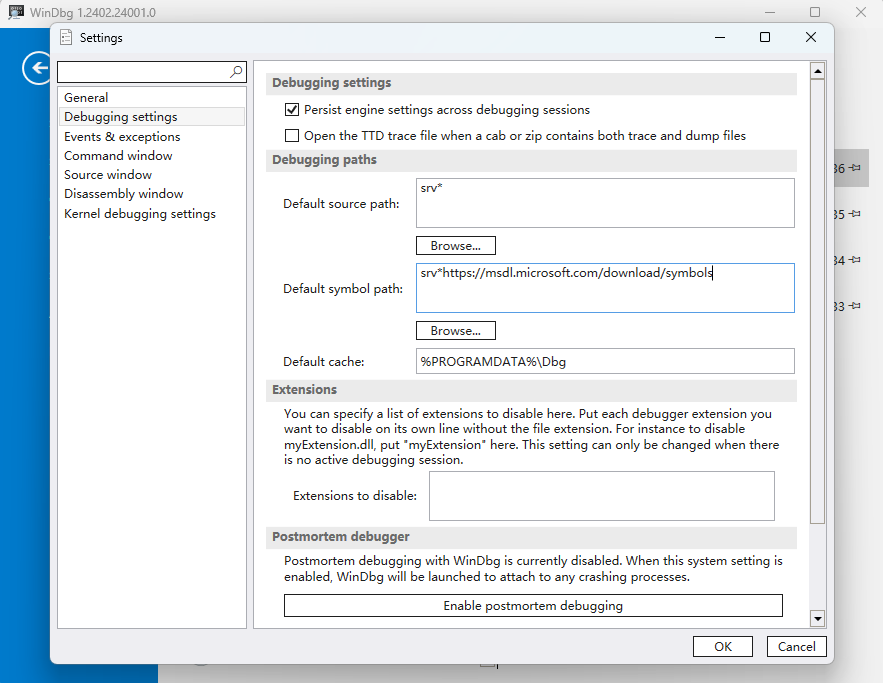 WinDbg 1.2402.24001.0
Settings
General
Debugging settings
Events & exceptions
Command window
Source window
Disassembly window
Kernel debugging settings
Debugging settings
Persist engine settings across debugging sessions
Open the TTD trace file when a cab or zip contains both trace and dump files
Debugging paths
Default source path:
srv*
Browse...
Default symbol path:
srv*https://msdl.microsoft.com/download/symbols
Browse...
Default cache:
%PROGRAMDATA%\Dbg
Extensions
You can specify a list of extensions to disable here. Put each debugger extension you
want to disable on its own line without the file extension. For instance to disable
myExtension.dll, put "myExtension" here. This setting can only be changed when there
is no active debugging session.
Extensions to disable:
Postmortem debugger
Postmortem debugging with WinDbg is currently disabled. When this system setting is
enabled, WinDbg will be launched to attach to any crashing processes.
Enable postmortem debugging
OK
Cancel
36
35
34
33